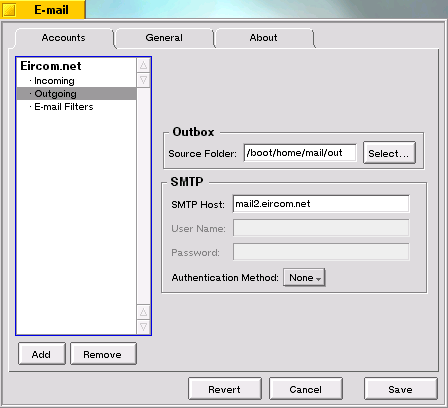 E-mail
Accounts General About
Eircom.net
· Incoming
· Outgoing
· E-mail Filters
Outbox
Source Folder: /boot/home/mail/out Select...
SMTP
SMTP Host: mail2.eircom.net
User Name:
Password:
Authentication Method: None
Add Remove
Revert Cancel Save